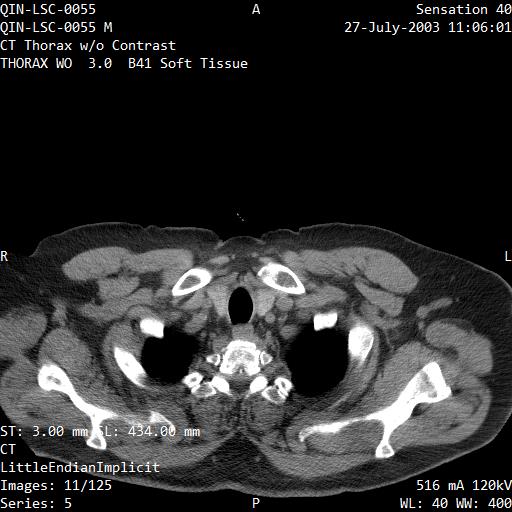 QIN-LSC-0055
A
Sensation 40
QIN-LSC-0055 M
27-July-2003 11:06:01
CT Thorax w/o Contrast
THORAX WO 3.0 B41 Soft Tissue
R
L
ST: 3.00 mm SL: 434.00 mm
CT
LittleEndianImplicit
Images: 11/125
516 mA 120kV
Series: 5
P
WL: 40 WW: 400